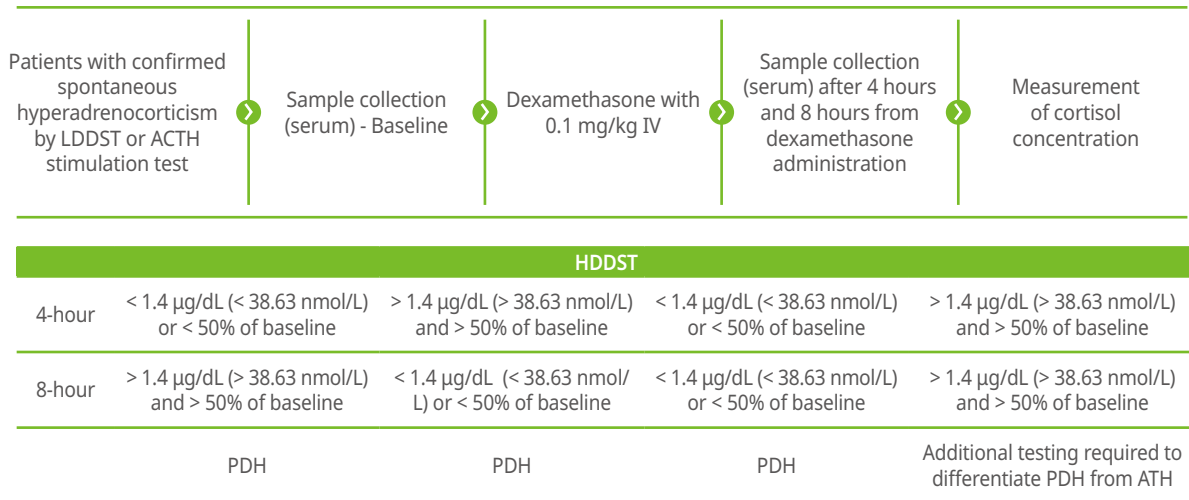 Patients with confirmed
spontaneous
hyperadrenocorticism
by LDDST or ACTH
stimulation test
Sample collection
(serum) - Baseline
Dexamethasone with
0.1 mg/kg IV
Sample collection
(serum) after 4 hours
and 8 hours from
dexamethasone
administration
Measurement
of cortisol
concentration
HDDST
4-hour
< 1.4 µg/dL (< 38.63 nmol/L)
or < 50% of baseline
> 1.4 µg/dL (> 38.63 nmol/L)
and > 50% of baseline
< 1.4 µg/dL (< 38.63 nmol/L)
or < 50% of baseline
> 1.4 µg/dL (> 38.63 nmol/L)
and > 50% of baseline
8-hour
> 1.4 µg/dL (> 38.63 nmol/L)
and > 50% of baseline
< 1.4 µg/dL (< 38.63 nmol/
L) or < 50% of baseline
< 1.4 µg/dL (< 38.63 nmol/L)
or < 50% of baseline
> 1.4 µg/dL (> 38.63 nmol/L)
and > 50% of baseline
PDH
PDH
PDH
Additional testing required to
differentiate PDH from ATH